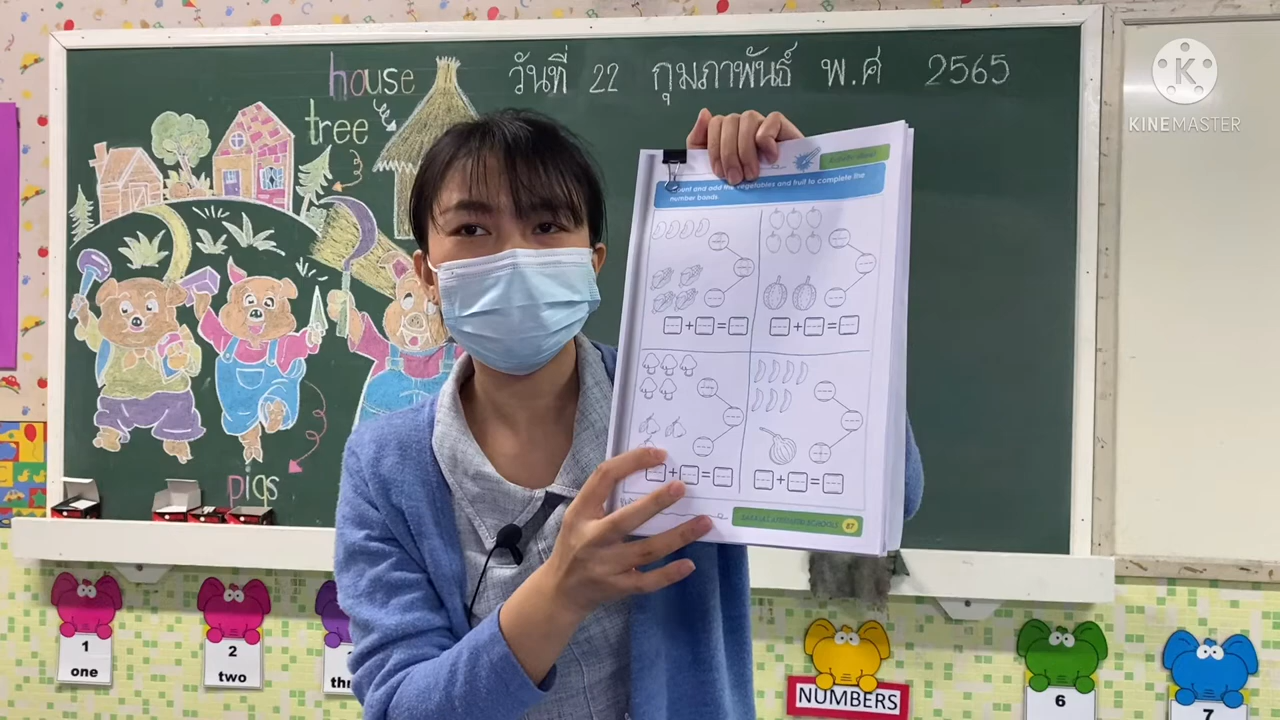 house
วันที่ 22 กุมภาพันธ์ พ.ศ 2565
tree
pigs
KINEMASTER
Count and add the vegetables and fruit to complete the
number bonds.
+ =
+ =
+ =
+ =
87
1
one
2
two
NUMBERS
6
7